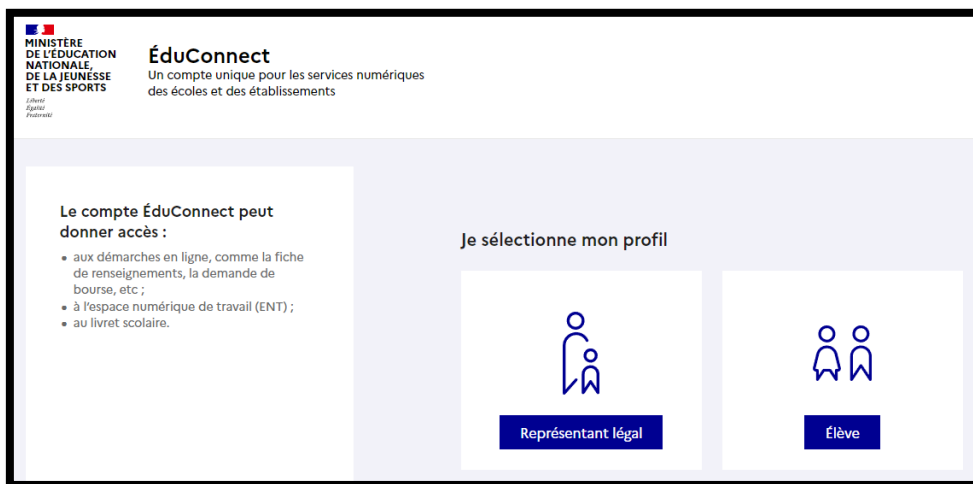 MINISTÈRE
DE L'ÉDUCATION
NATIONALE,
DE LA JEUNESSE
ET DES SPORTS
Liberté
Égalité
Fraternité
ÉduConnect
Un compte unique pour les services numériques
des écoles et des établissements
Le compte ÉduConnect peut
donner accès :
• aux démarches en ligne, comme la fiche
de renseignements, la demande de
bourse, etc ;
• à l'espace numérique de travail (ENT) ;
• au livret scolaire.
Je sélectionne mon profil
Représentant légal
Élève